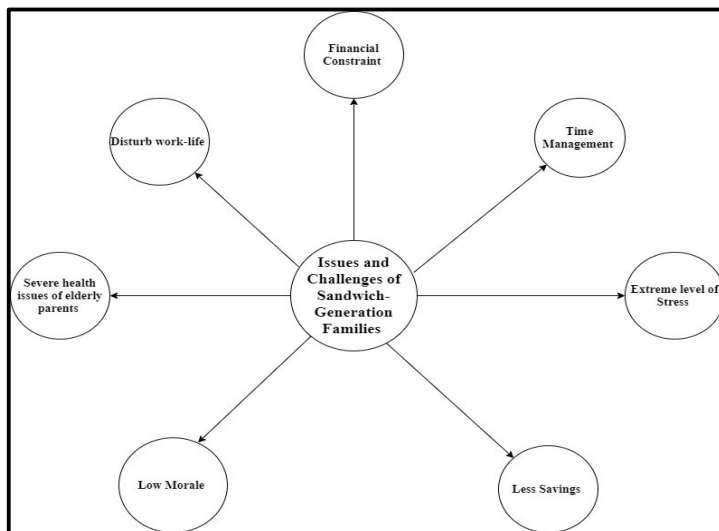 Financial
Constraint
Disturb work-life
Time
Management
Issues and
Challenges of
Sandwich-
Generation
Families
Severe health
issues of elderly
parents
Extreme level of
Stress
Low Morale
Less Savings